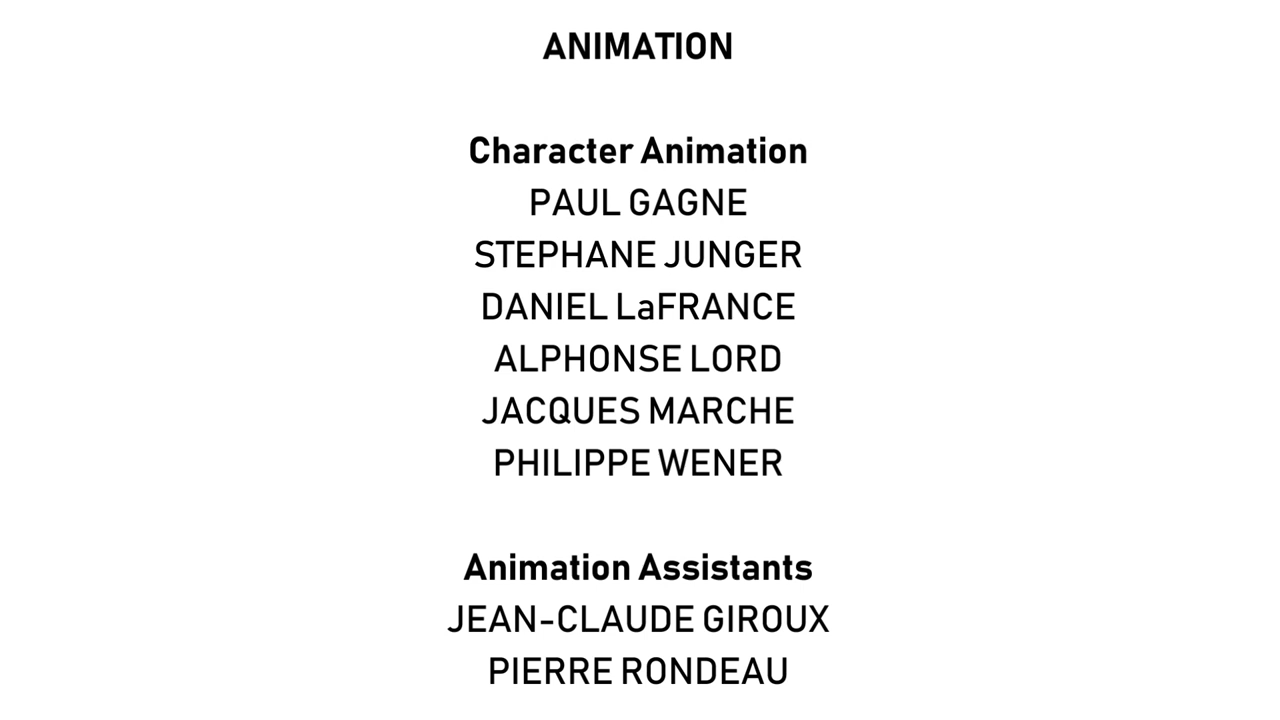 ANIMATION
Character Animation
PAUL GAGNE
STEPHANE JUNGER
DANIEL LaFRANCE
ALPHONSE LORD
JACQUES MARCHE
PHILIPPE WENER
Animation Assistants
JEAN-CLAUDE GIROUX
PIERRE RONDEAU